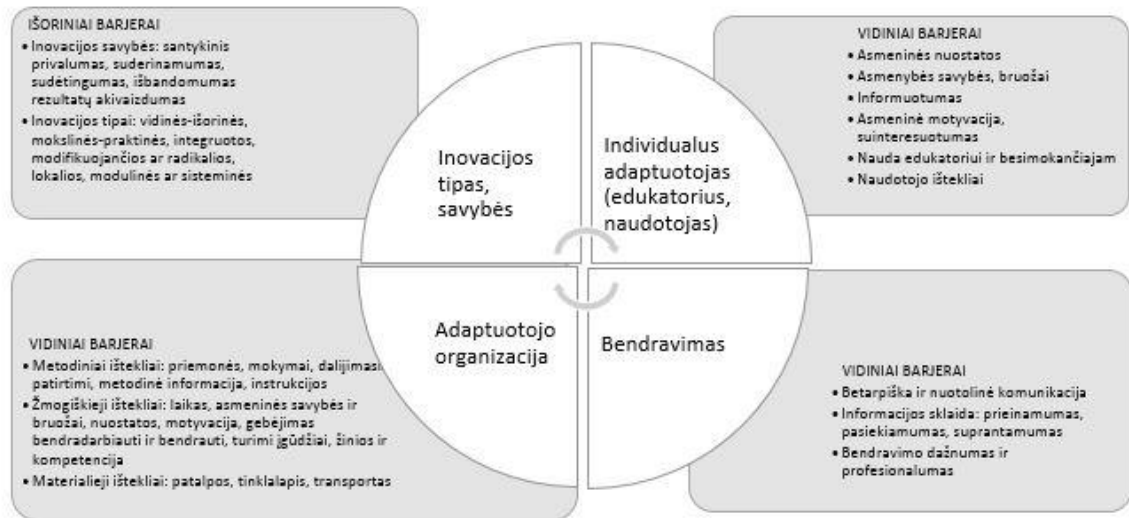 IŠORINIAI BARJERAI
• Inovacijos savybės: santykinis
privalumas, suderinamumas,
sudėtingumas, išbandomumas
rezultatų akivaizdumas
• Inovacijos tipai: vidinės-išorinės,
mokslinės-praktinės, integruotos,
modifikuojančios ar radikalios,
lokalios, modulinės ar sisteminės
Inovacijos
tipas,
savybės
Individualus
adaptuotojas
(edukatorius,
naudotojas)
VIDINIAI BARJERAI
• Asmeninės nuostatos
• Asmenybės savybės, bruožai
• Informuotumas
• Asmeninė motyvacija,
suinteresuotumas
• Nauda edukatoriui ir besimokančiajam
• Naudotojo ištekliai
VIDINIAI BARJERAI
• Metodiniai ištekliai: priemonės, mokymai, dalijimasi
patirtimi, metodinė informacija, instrukcijos
• Žmogiškieji ištekliai: laikas, asmeninės savybės ir
bruožai, nuostatos, motyvacija, gebėjimas
bendradarbiauti ir bendrauti, turimi įgūdžiai, žinios ir
kompetencija
• Materialieji ištekliai: patalpos, tinklalapis, transportas
Adaptuotojo
organizacija
Bendravimas
VIDINIAI BARJERAI
• Betarpiška ir nuotolinė komunikacija
• Informacijos sklaida: prieinamumas,
pasiekiamumas, suprantamumas
• Bendravimo dažnumas ir
profesionalumas